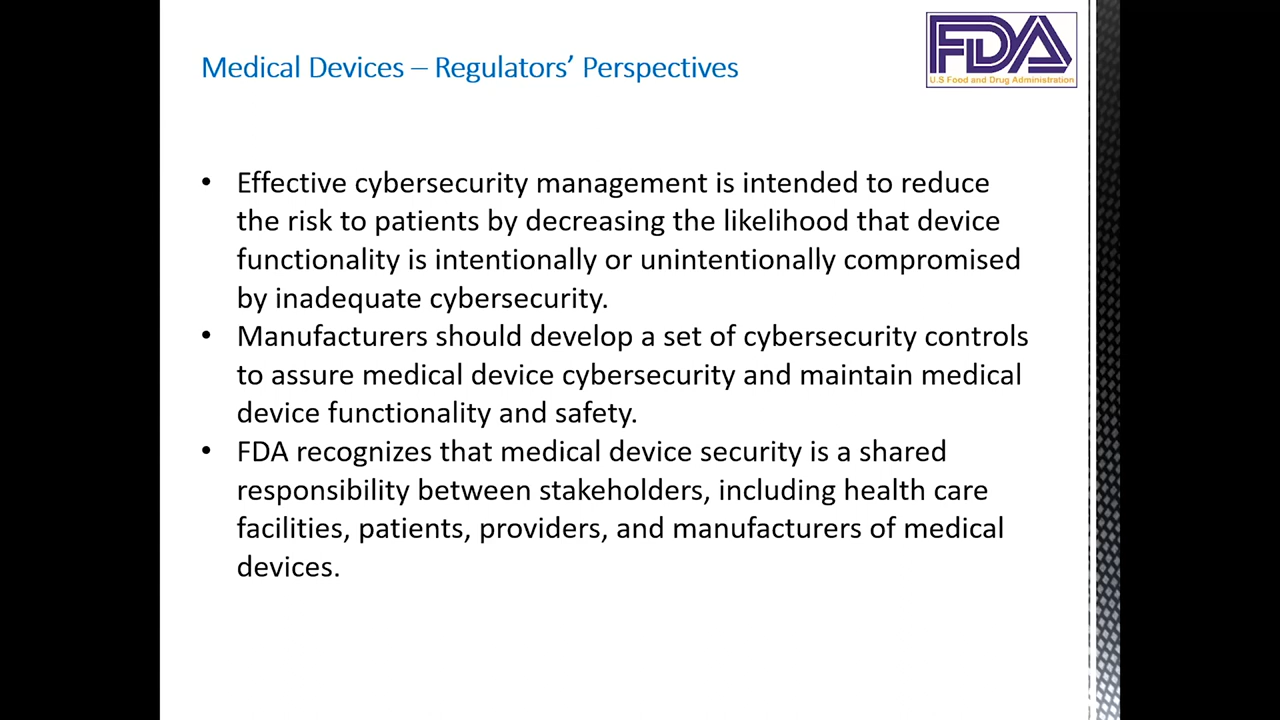 Medical Devices – Regulators’ Perspectives
FDA
U.S Food and Drug Administration
• Effective cybersecurity management is intended to reduce
the risk to patients by decreasing the likelihood that device
functionality is intentionally or unintentionally compromised
by inadequate cybersecurity.
• Manufacturers should develop a set of cybersecurity controls
to assure medical device cybersecurity and maintain medical
device functionality and safety.
• FDA recognizes that medical device security is a shared
responsibility between stakeholders, including health care
facilities, patients, providers, and manufacturers of medical
devices.